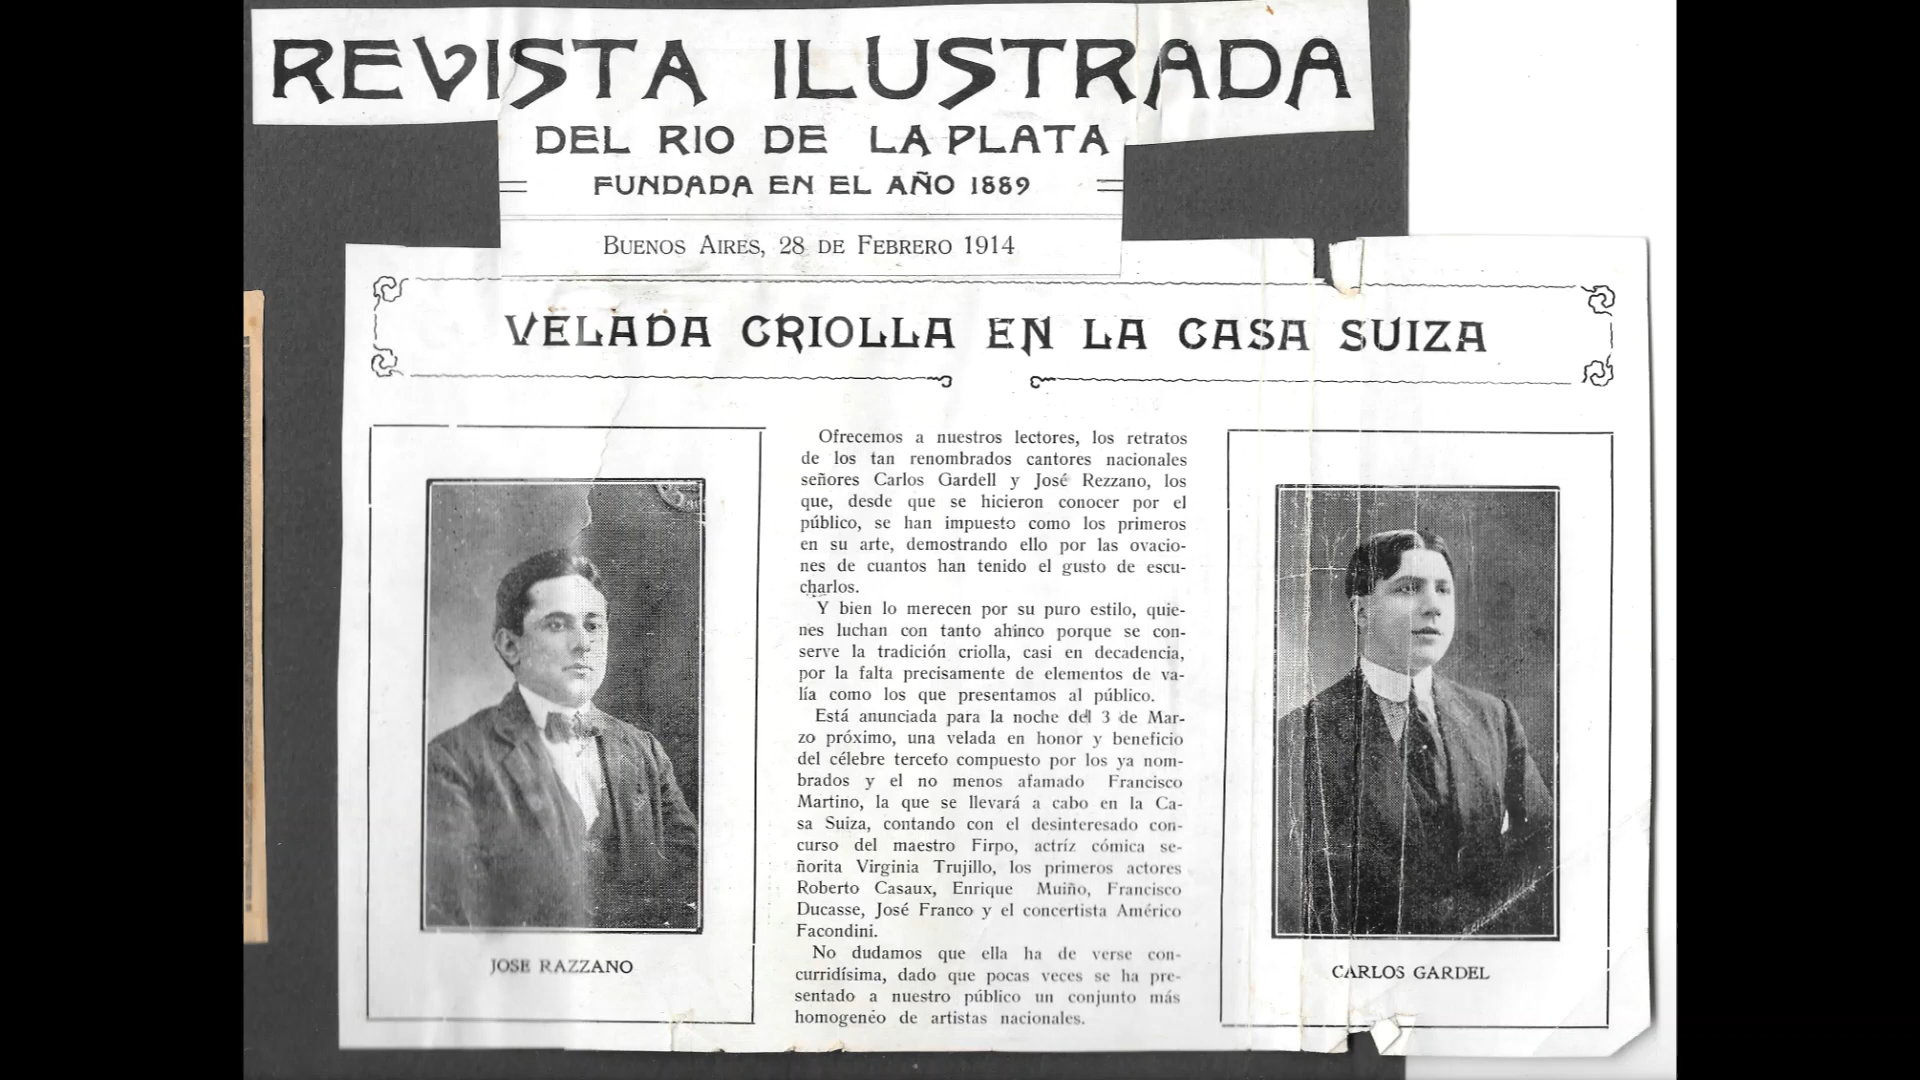 REVISTA ILUSTRADA
DEL RIO DE LA PLATA
FUNDADA EN EL AÑO 1889
BUENOS AIRES, 28 DE FEBRERO 1914
VELADA CRIOLLA EN LA CASA SUIZA
Ofrecemos a nuestros lectores, los retratos
de los tan renombrados cantores nacionales
señores Carlos Gardell y José Rezzano, los
que, desde que se hicieron conocer por el
público, se han impuesto como los primeros
en su arte, demostrando ello por las ovacio-
nes de cuantos han tenido el gusto de escu-
charlos.
Y bien lo merecen por su puro estilo, quie-
nes luchan con tanto ahinco porque se con-
serve la tradición criolla, casi en decadencia,
por la falta precisamente de elementos de va-
lía como los que presentamos al público.
Está anunciada para la noche del 3 de Mar-
zo próximo, una velada en honor y beneficio
del célebre terceto compuesto por los ya nom-
brados y el no menos afamado Francisco
Martino, la que se llevará a cabo en la Ca-
sa Suiza, contando con el desinteresado con-
curso del maestro Firpo, actríz cómica se-
ñorita Virginia Trujillo, los primeros actores
Roberto Casaux, Enrique Muiño, Francisco
Ducasse, José Franco y el concertista Américo
Facondini.
No dudamos que ella ha de verse con-
curridísima, dado que pocas veces se ha pre-
sentado a nuestro público un conjunto más
homogenéo de artistas nacionales.
JOSE RAZZANO
CARLOS GARDEL